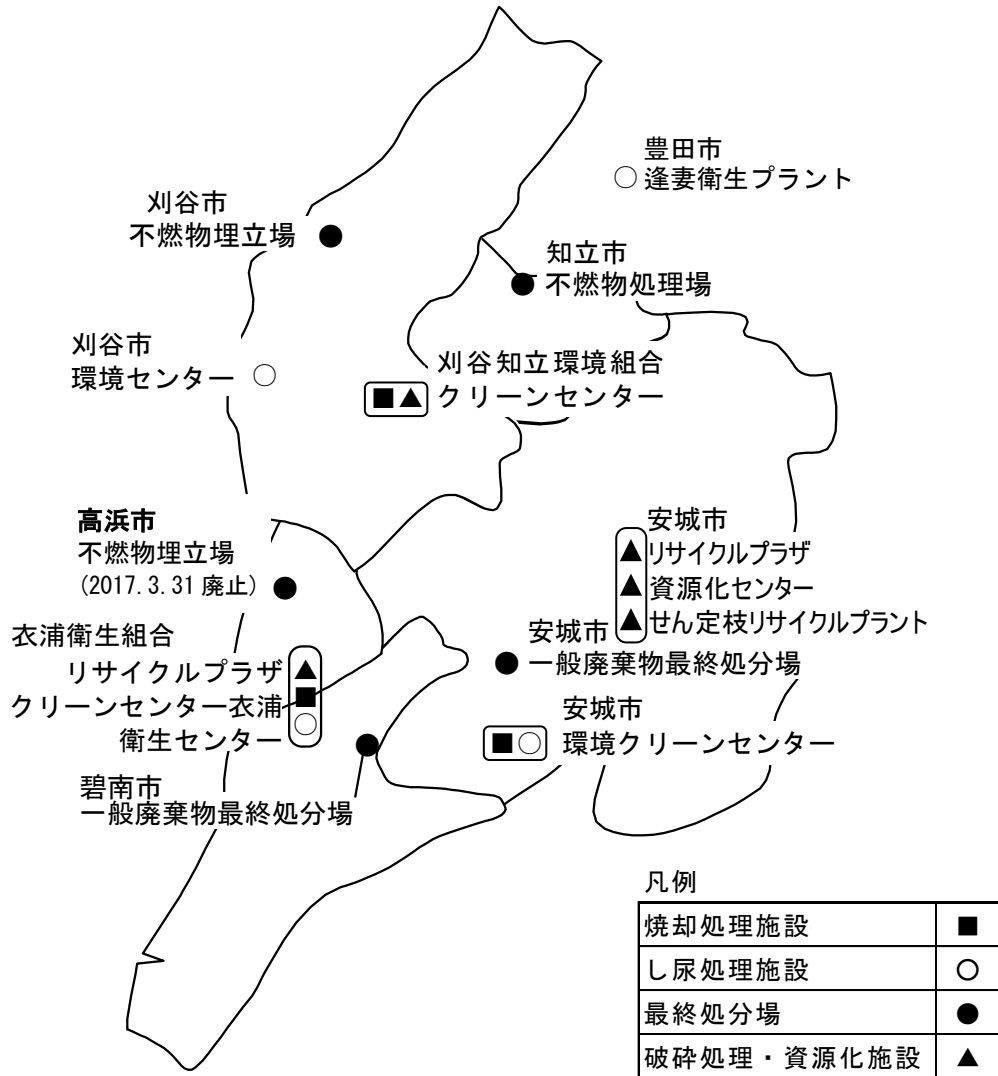 豊田市
○ 逢妻衛生プラント
刈谷市
不燃物埋立場 ●
知立市
● 不燃物処理場
刈谷市
環境センター ○
刈谷知立環境組合
■▲ クリーンセンター
高浜市
不燃物埋立場
(2017.3.31 廃止) ●
安城市
▲ リサイクルプラザ
▲ 資源化センター
▲ せん定枝リサイクルプラント
衣浦衛生組合
リサイクルプラザ ▲
クリーンセンター衣浦 ■
衛生センター ○
安城市
● 一般廃棄物最終処分場
安城市
■○ 環境クリーンセンター
●
碧南市
一般廃棄物最終処分場
凡例
焼却処理施設 ■
し尿処理施設 ○
最終処分場 ●
破砕処理・資源化施設 ▲